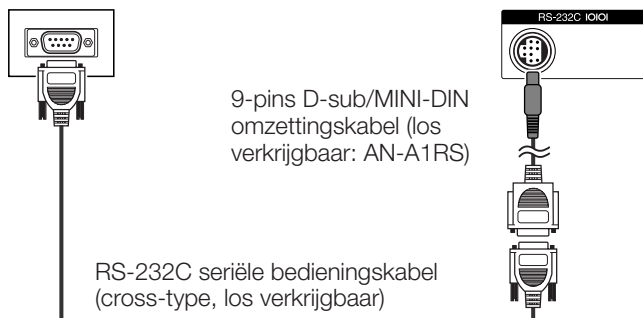 RS-232C IOIOI
9-pins D-sub/MINI-DIN
omzettingskabel (los
verkrijgbaar: AN-A1RS)
RS-232C seriële bedieningskabel
(cross-type, los verkrijgbaar)